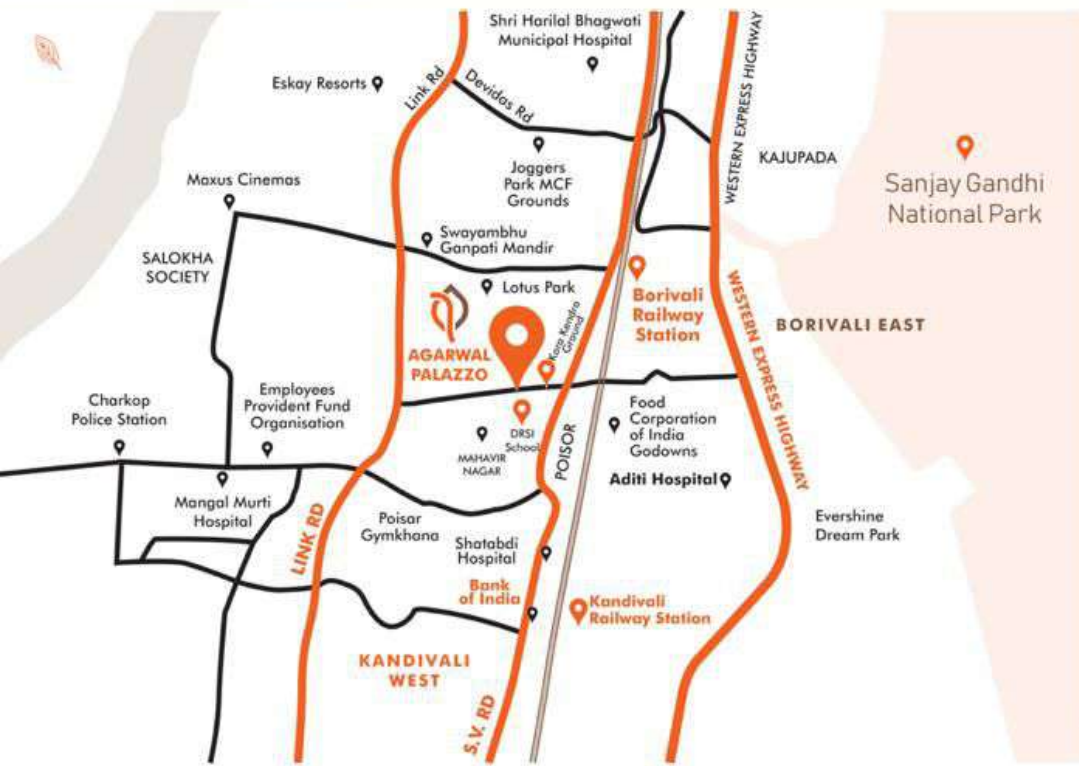 Shri Harilal Bhagwati
Municipal Hospital
Eskay Resorts
Link Rd
Devidas Rd
WESTERN EXPRESS HIGHWAY
KAJUPADA
Joggers
Park MCF
Grounds
Sanjay Gandhi
National Park
Maxus Cinemas
Swayambhu
Ganpati Mandir
SALOKHA
SOCIETY
Lotus Park
Borivali
Railway
Station
WESTERN EXPRESS HIGHWAY
BORIVALI EAST
Kora Kendra
Ground
AGARWAL
PALAZZO
Employees
Provident Fund
Organisation
Charkop
Police Station
Food
Corporation
of India
Godowns
DRSI
School
MAHAVIR
NAGAR
POISOR
Aditi Hospital
Mangal Murti
Hospital
LINK RD
Poisar
Gymkhana
Shatabdi
Hospital
Evershine
Dream Park
Bank
of India
Kandivali
Railway Station
KANDIVALI
WEST
S.V. RD